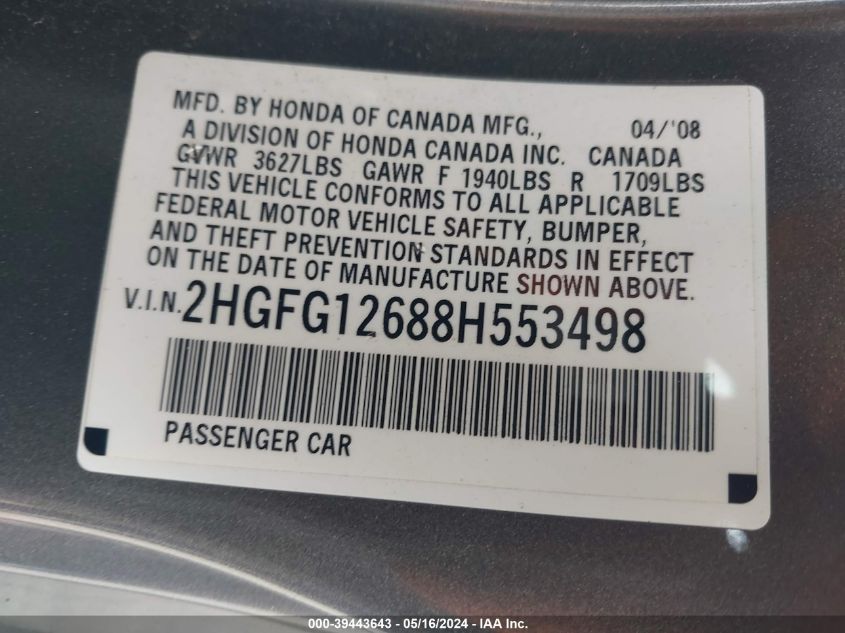 MFD. BY HONDA OF CANADA MFG., 04/'08
A DIVISION OF HONDA CANADA INC. CANADA
GVWR 3627LBS GAWR F 1940LBS R 1709LBS
THIS VEHICLE CONFORMS TO ALL APPLICABLE
FEDERAL MOTOR VEHICLE SAFETY, BUMPER,
AND THEFT PREVENTION STANDARDS IN EFFECT
ON THE DATE OF MANUFACTURE SHOWN ABOVE.
V.I.N. 2HGFG12688H553498
PASSENGER CAR
000-39443643 - 05/16/2024 - IAA Inc.